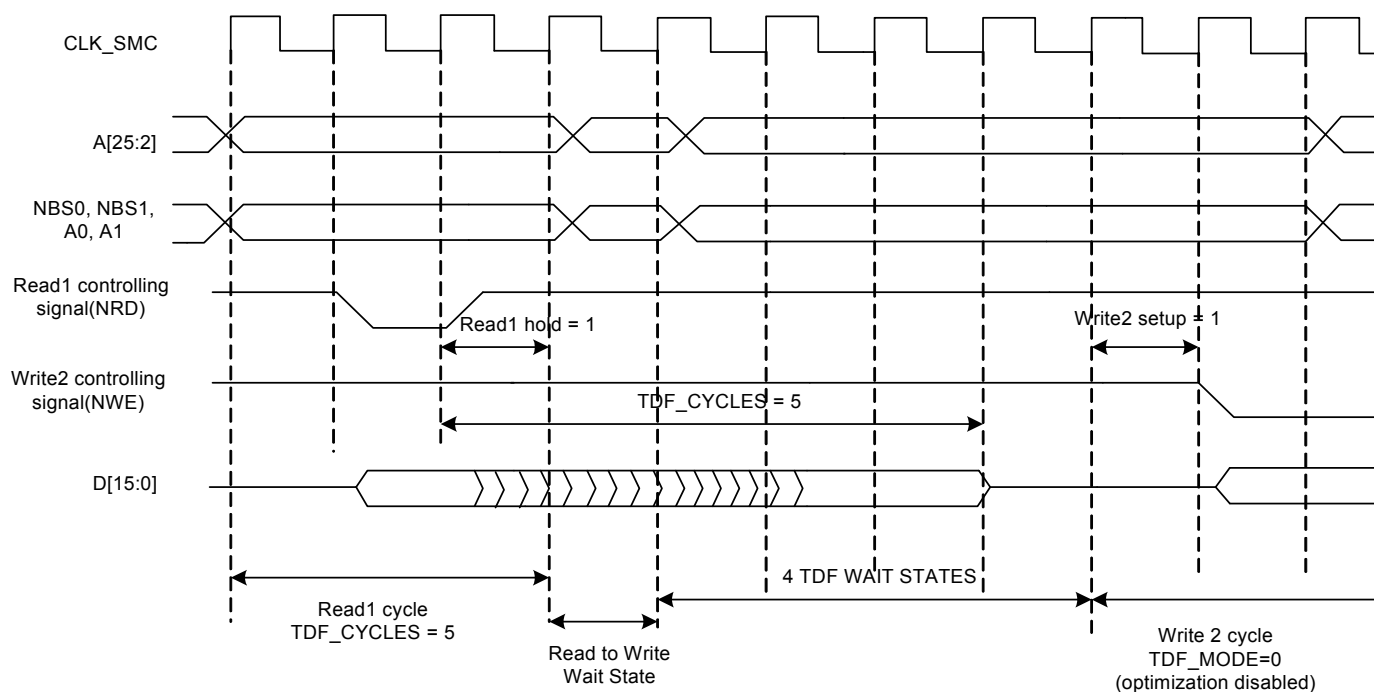 CLK_SMC
A[25:2]
NBS0, NBS1,
A0, A1
Read1 controlling
signal(NRD)
Read1 hold = 1
Write2 setup = 1
Write2 controlling
signal(NWE)
TDF_CYCLES = 5
D[15:0]
4 TDF WAIT STATES
Read1 cycle
TDF_CYCLES = 5
Read to Write
Wait State
Write 2 cycle
TDF_MODE=0
(optimization disabled)